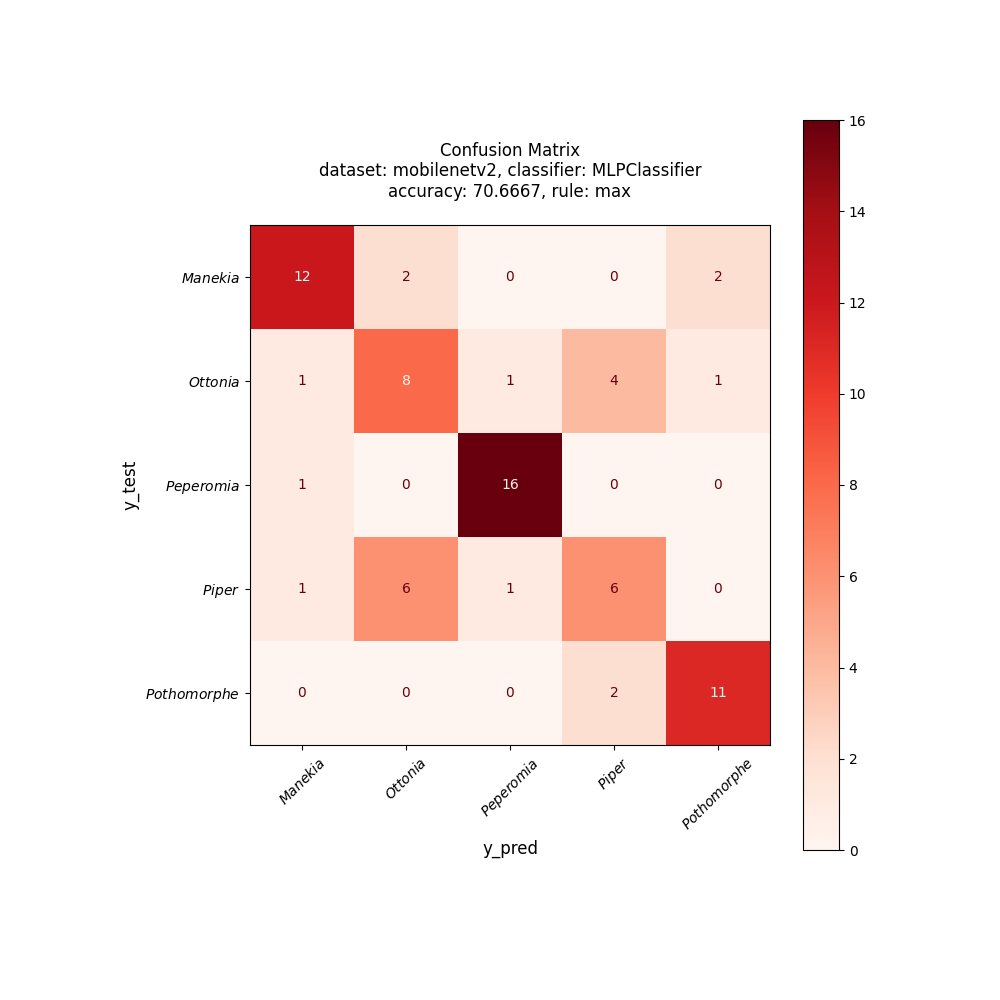 Confusion Matrix
dataset: mobilenetv2, classifier: MLPClassifier
accuracy: 70.6667, rule: max
y_test
Manekia 12 2 0 0 2
Ottonia 1 8 1 4 1
Peperomia 1 0 16 0 0
Piper 1 6 1 6 0
Pothomorphe 0 0 0 2 11
Manekia Ottonia Peperomia Piper Pothomorphe
y_pred
16
14
12
10
8
6
4
2
0